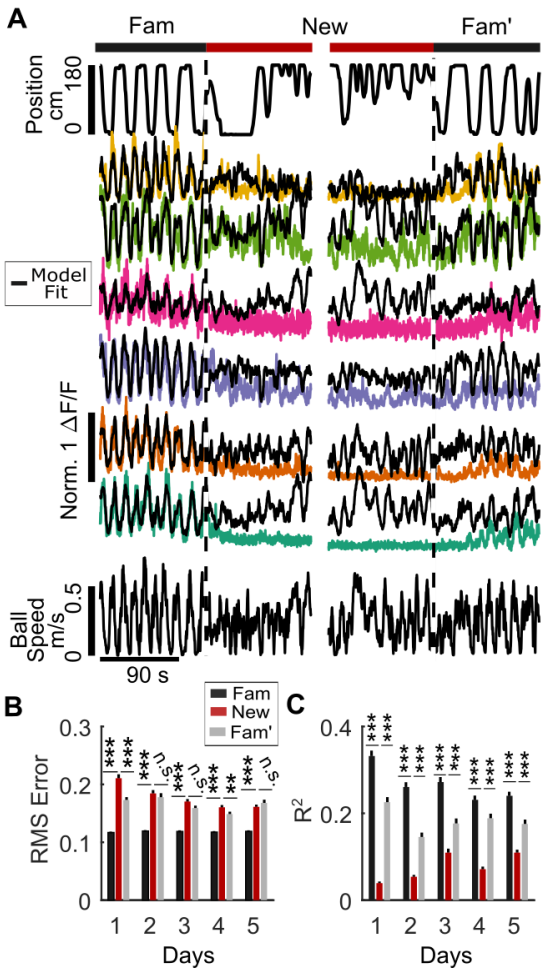 A
Fam New Fam'
Position
cm
180
0
Model
Fit
Norm. 1 ΔF/F
Ball
Speed
m/s
0.5
0
90 s
B
Fam
New
Fam'
C
RMS Error
0.3
0.2
0.1
0
*** *** *** n.s. *** n.s. *** ** *** n.s.
1 2 3 4 5
Days
R²
0.4
0.2
0
*** *** *** *** *** *** *** *** *** ***
1 2 3 4 5
Days